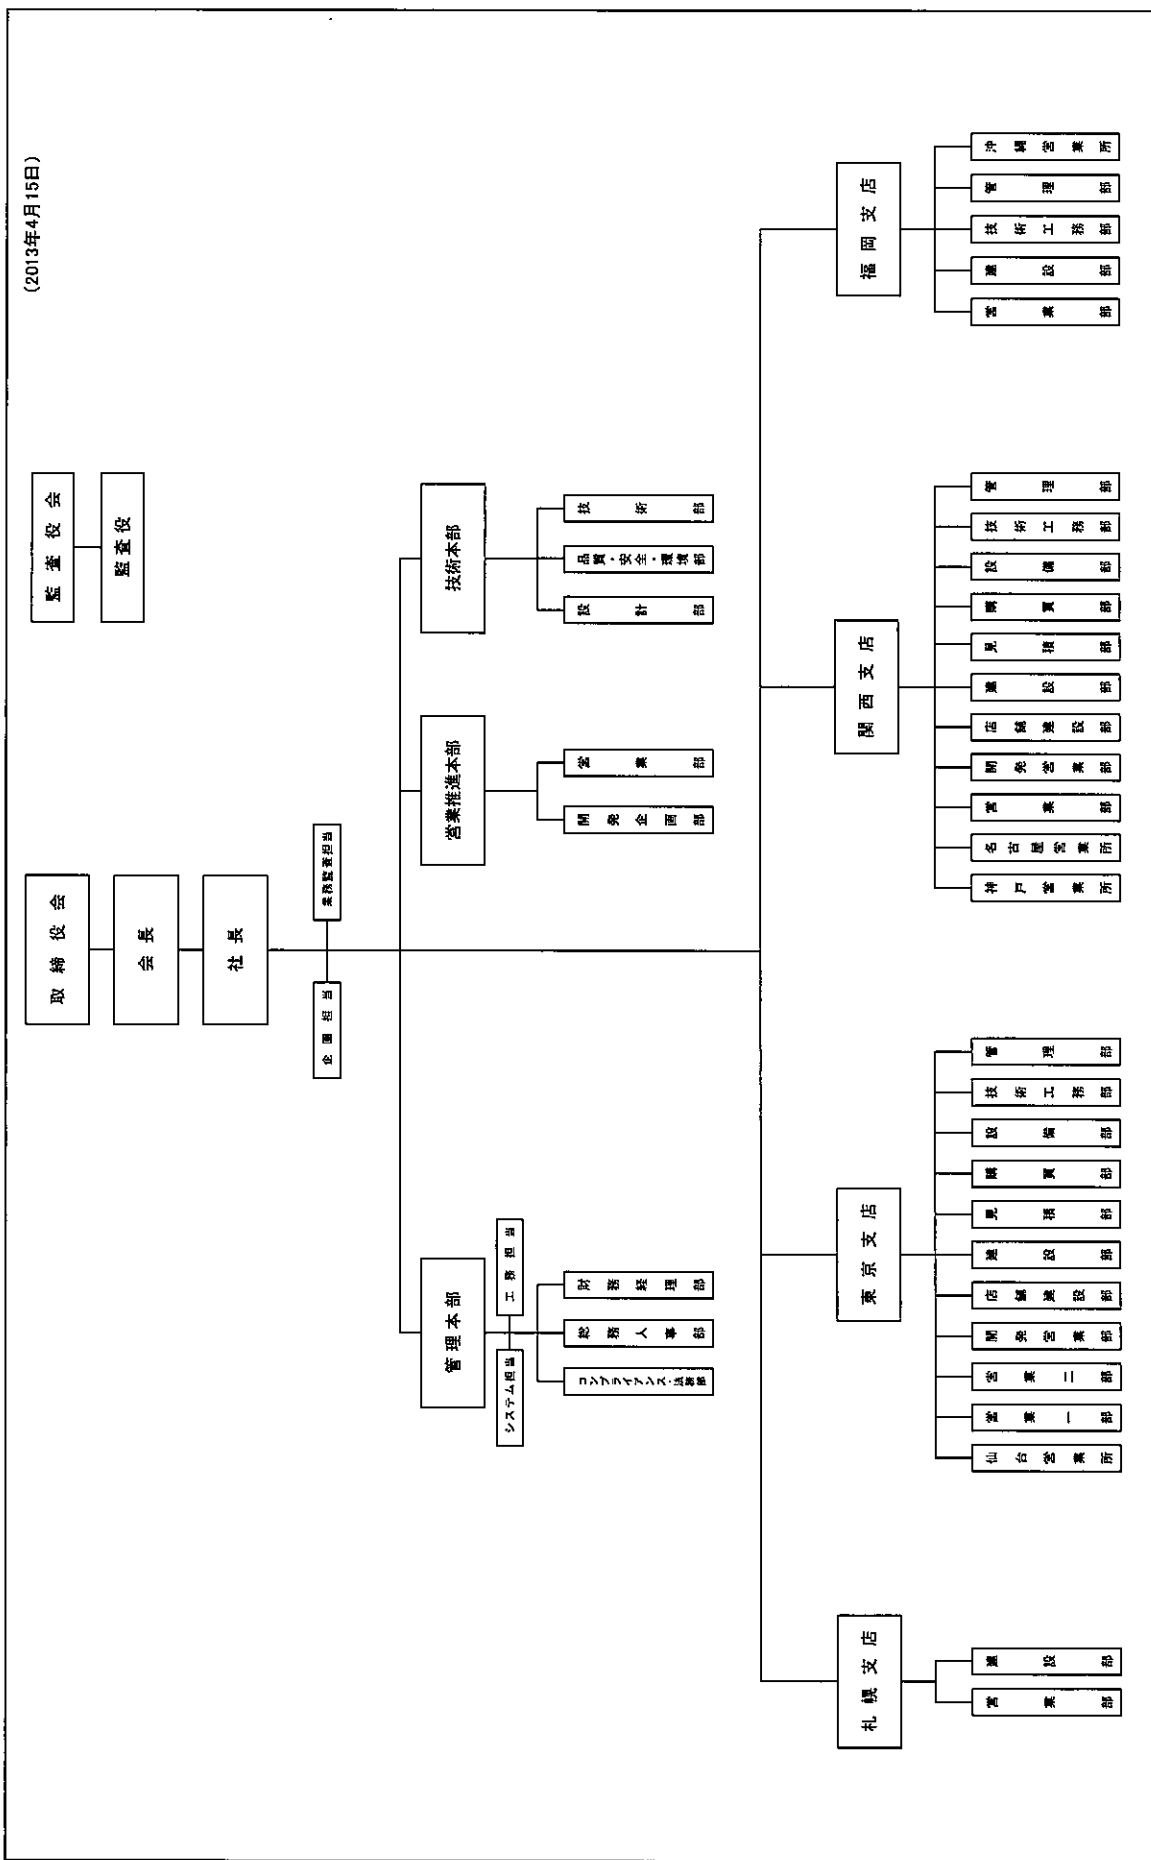 (2013年4月15日)
取締役会
会長
社長
監査役会
監査役
企画担当
業務監査担当
管理本部
営業推進本部
技術本部
システム担当
工務担当
コンプライアンス・法務部
総務人事部
財務経理部
開発企画部
営業部
設計部
品質・安全・環境部
技術部
札幌支店
東京支店
関西支店
福岡支店
営業部
建設部
仙台営業所
営業一部
営業二部
開発営業部
店舗建設部
建設部
見積部
購買部
設備部
技術工務部
管理部
神戸営業所
名古屋営業所
営業部
開発営業部
店舗建設部
建設部
見積部
購買部
設備部
技術工務部
管理部
営業部
建設部
技術工務部
管理部
沖縄営業所